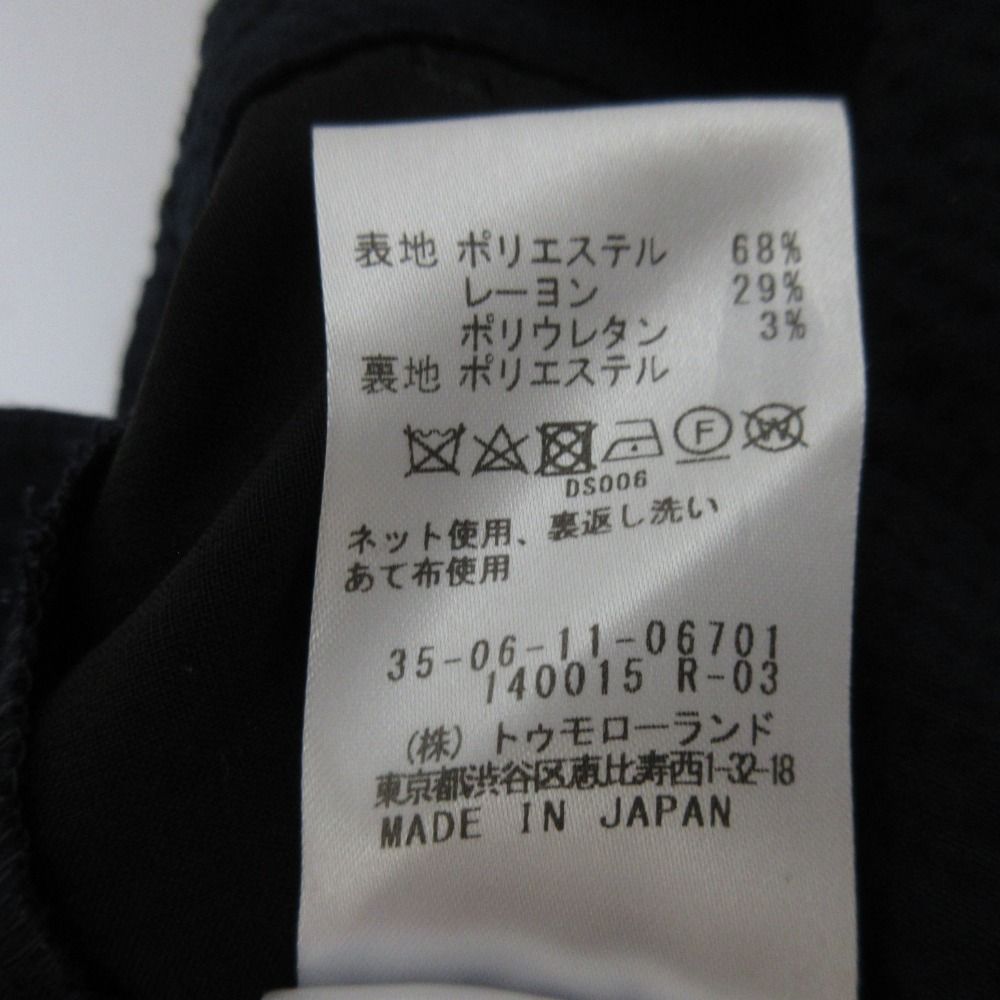 表地 ポリエステル 68%
レーヨン 29%
ポリウレタン 3%
裏地 ポリエステル
F W
DS006
ネット使用、裏返し洗い
あて布使用
35-06-11-06701
140015 R-03
(株) トゥモローランド
東京都渋谷区恵比寿西1-32-18
MADE IN JAPAN